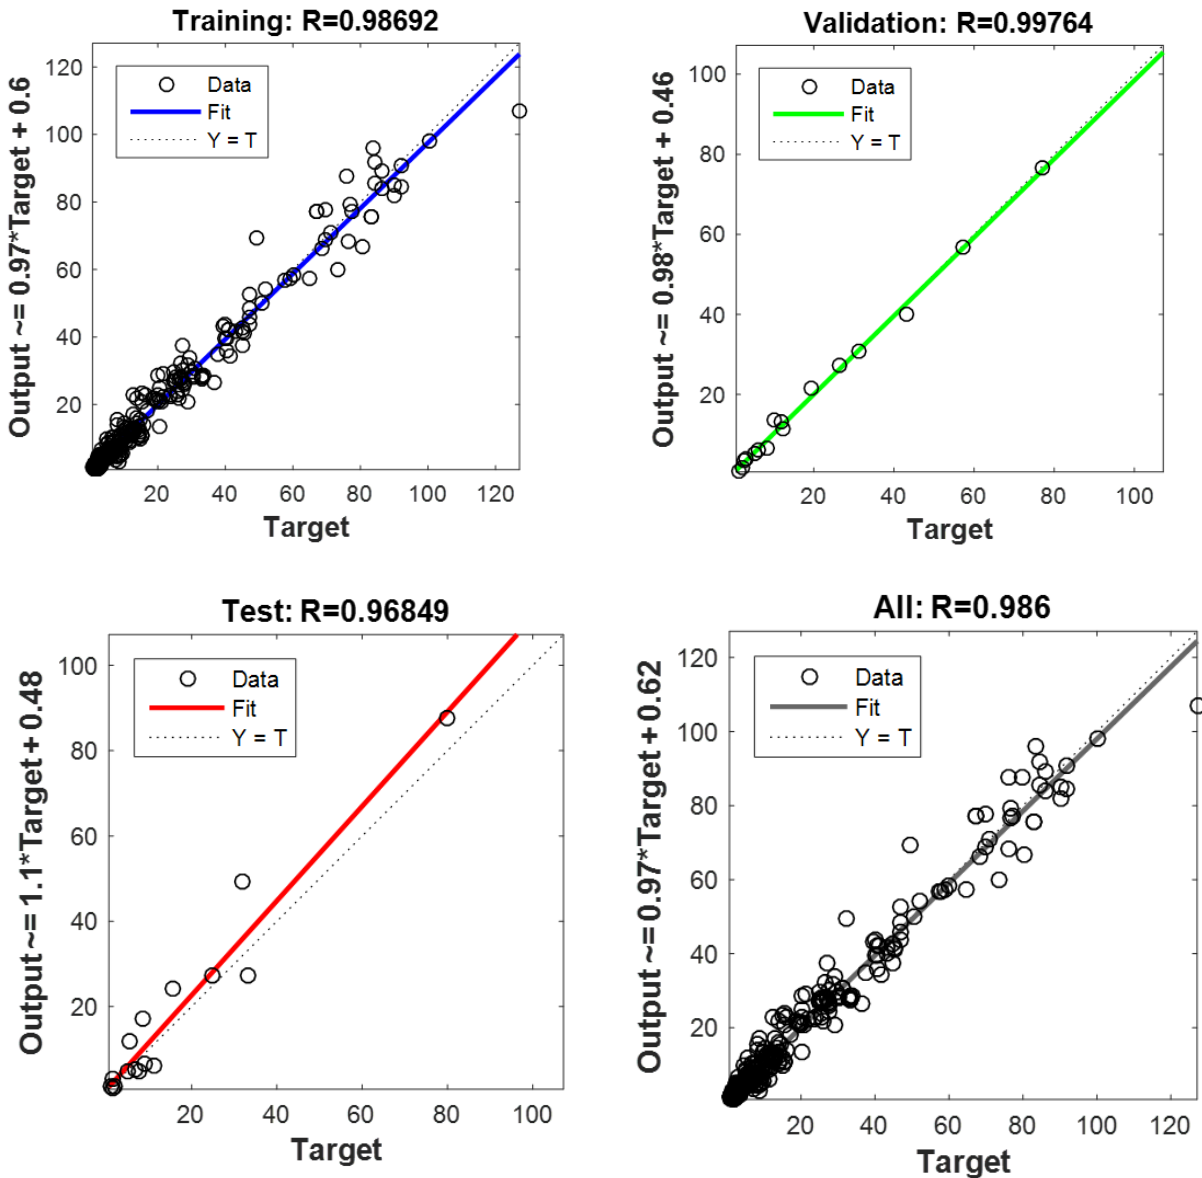 Training: R=0.98692
Output ~= 0.97*Target + 0.6
120
100
80
60
40
20
Data
Fit
Y = T
20 40 60 80 100 120
Target
Validation: R=0.99764
Output ~= 0.98*Target + 0.46
100
80
60
40
20
Data
Fit
Y = T
20 40 60 80 100
Target
Test: R=0.96849
Output ~= 1.1*Target + 0.48
100
80
60
40
20
Data
Fit
Y = T
20 40 60 80 100
Target
All: R=0.986
Output ~= 0.97*Target + 0.62
120
100
80
60
40
20
Data
Fit
Y = T
20 40 60 80 100 120
Target